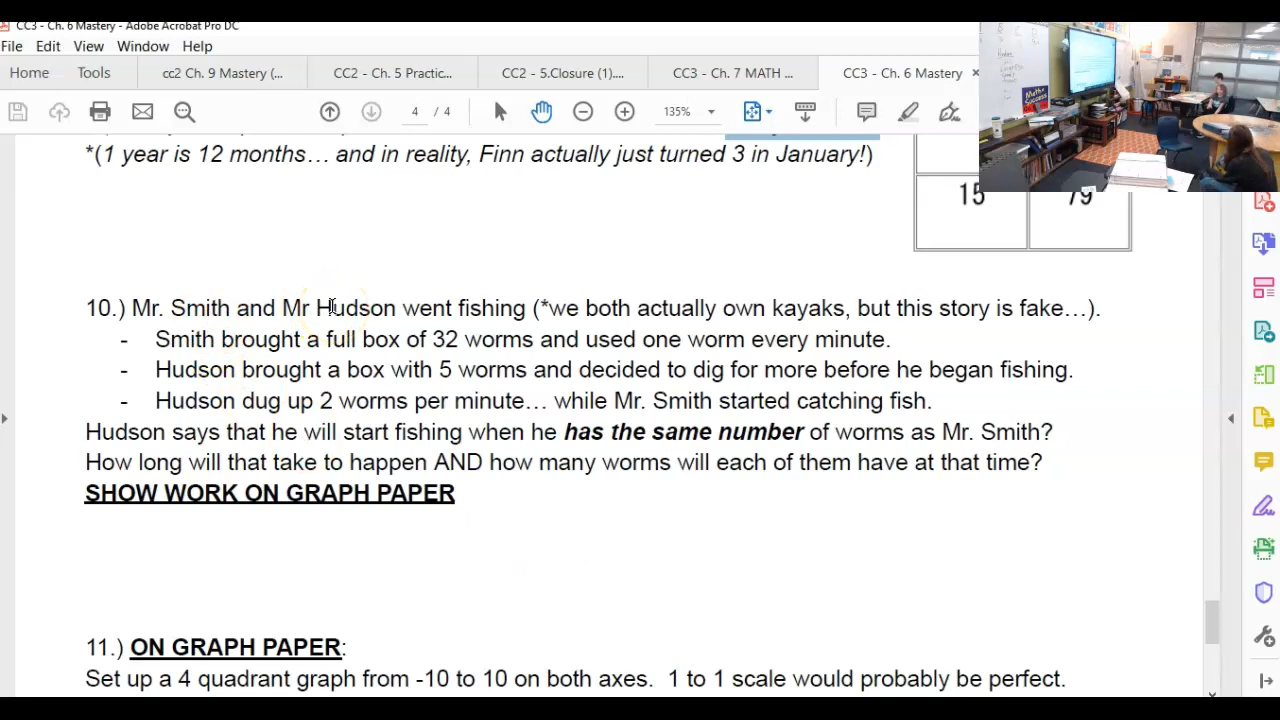 CC3 - Ch. 6 Mastery - Adobe Acrobat Pro DC
File Edit View Window Help
Home Tools cc2 Ch. 9 Mastery (... CC2 - Ch. 5 Practic... CC2 - 5.Closure (1).... CC3 - Ch. 7 MATH ... CC3 - Ch. 6 Mastery ... ×
4 / 4 135%
*(1 year is 12 months… and in reality, Finn actually just turned 3 in January!)
15 79
10.) Mr. Smith and Mr Hudson went fishing (*we both actually own kayaks, but this story is fake…).
- Smith brought a full box of 32 worms and used one worm every minute.
- Hudson brought a box with 5 worms and decided to dig for more before he began fishing.
- Hudson dug up 2 worms per minute… while Mr. Smith started catching fish.
Hudson says that he will start fishing when he has the same number of worms as Mr. Smith?
How long will that take to happen AND how many worms will each of them have at that time?
SHOW WORK ON GRAPH PAPER
11.) ON GRAPH PAPER:
Set up a 4 quadrant graph from -10 to 10 on both axes. 1 to 1 scale would probably be perfect.